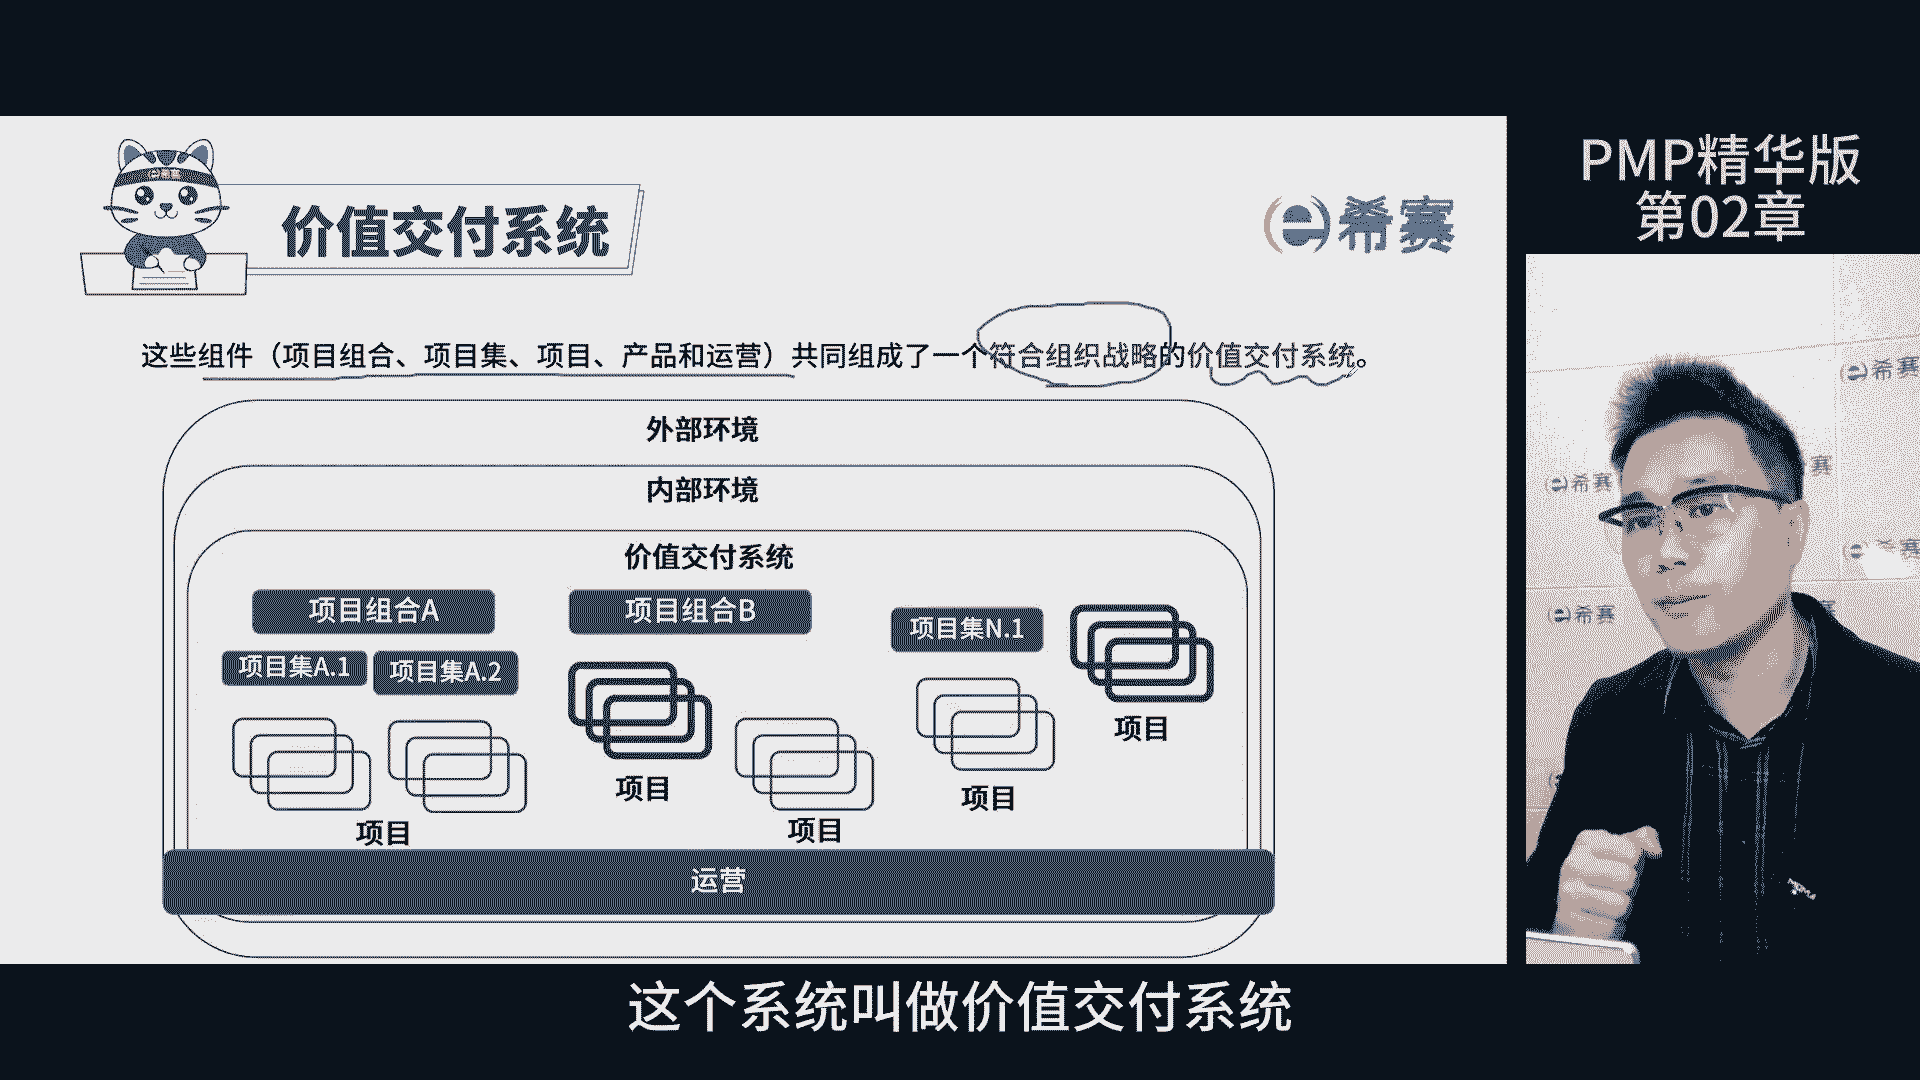 PMP精华版
第02章
价值交付系统
希赛
这些组件（项目组合、项目集、项目、产品和运营）共同组成了一个符合组织战略的价值交付系统。
外部环境
内部环境
价值交付系统
项目组合A
项目组合B
项目集N.1
项目集A.1
项目集A.2
项目
项目
项目
项目
项目
运营
希赛
希赛
赛
赛
希赛
这个系统叫做价值交付系统